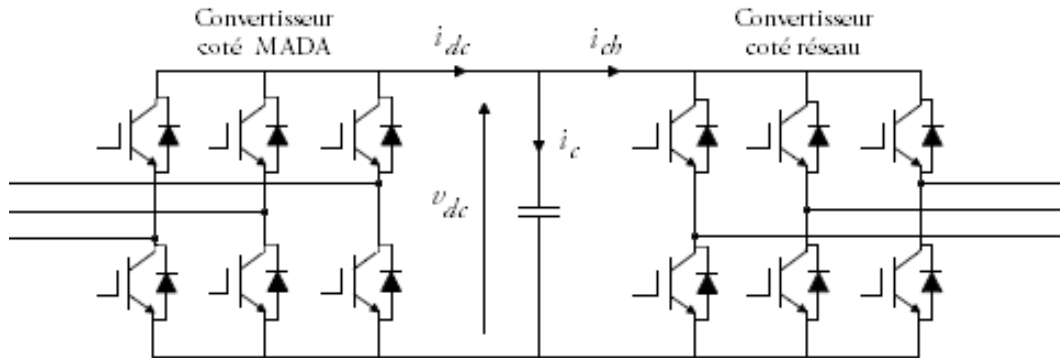 Convertisseur
coté MADA
i_dc
i_ch
Convertisseur
coté réseau
i_c
v_dc